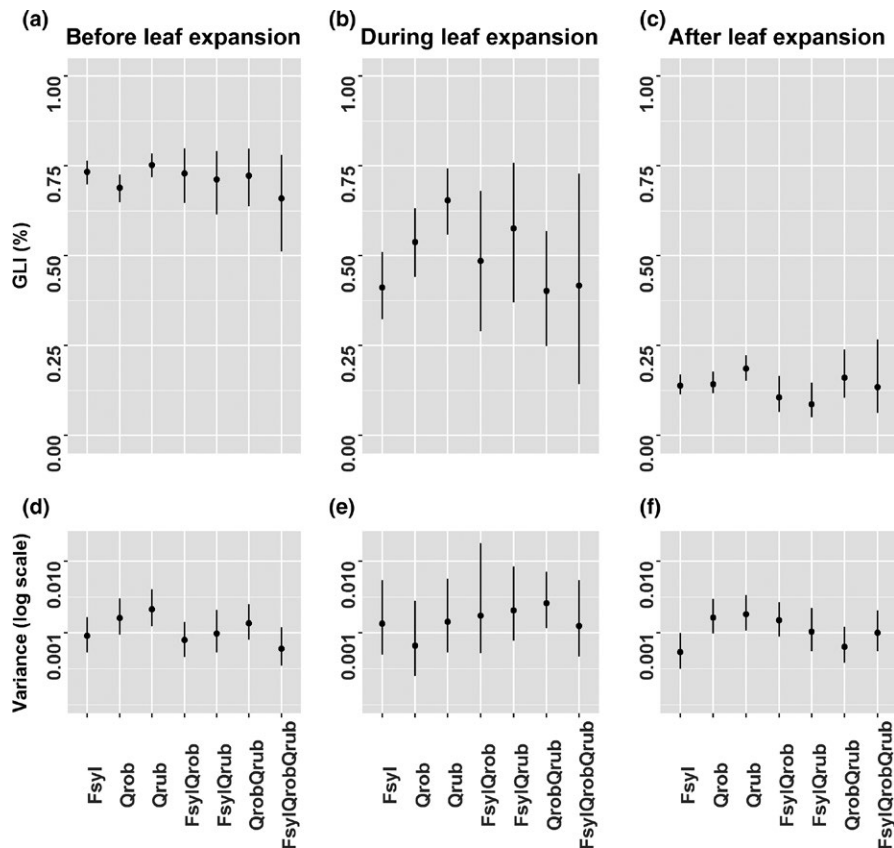 (a) Before leaf expansion
(b) During leaf expansion
(c) After leaf expansion
GLI (%)
1.00
0.75
0.50
0.25
0.00
1.00
0.75
0.50
0.25
0.00
1.00
0.75
0.50
0.25
0.00
(d)
(e)
(f)
Variance (log scale)
0.010
0.001
0.010
0.001
0.010
0.001
Fsyl
Qrob
Qrub
FsylQrob
FsylQrub
QrobQrub
FsylQrobQrub
Fsyl
Qrob
Qrub
FsylQrob
FsylQrub
QrobQrub
FsylQrobQrub
Fsyl
Qrob
Qrub
FsylQrob
FsylQrub
QrobQrub
FsylQrobQrub